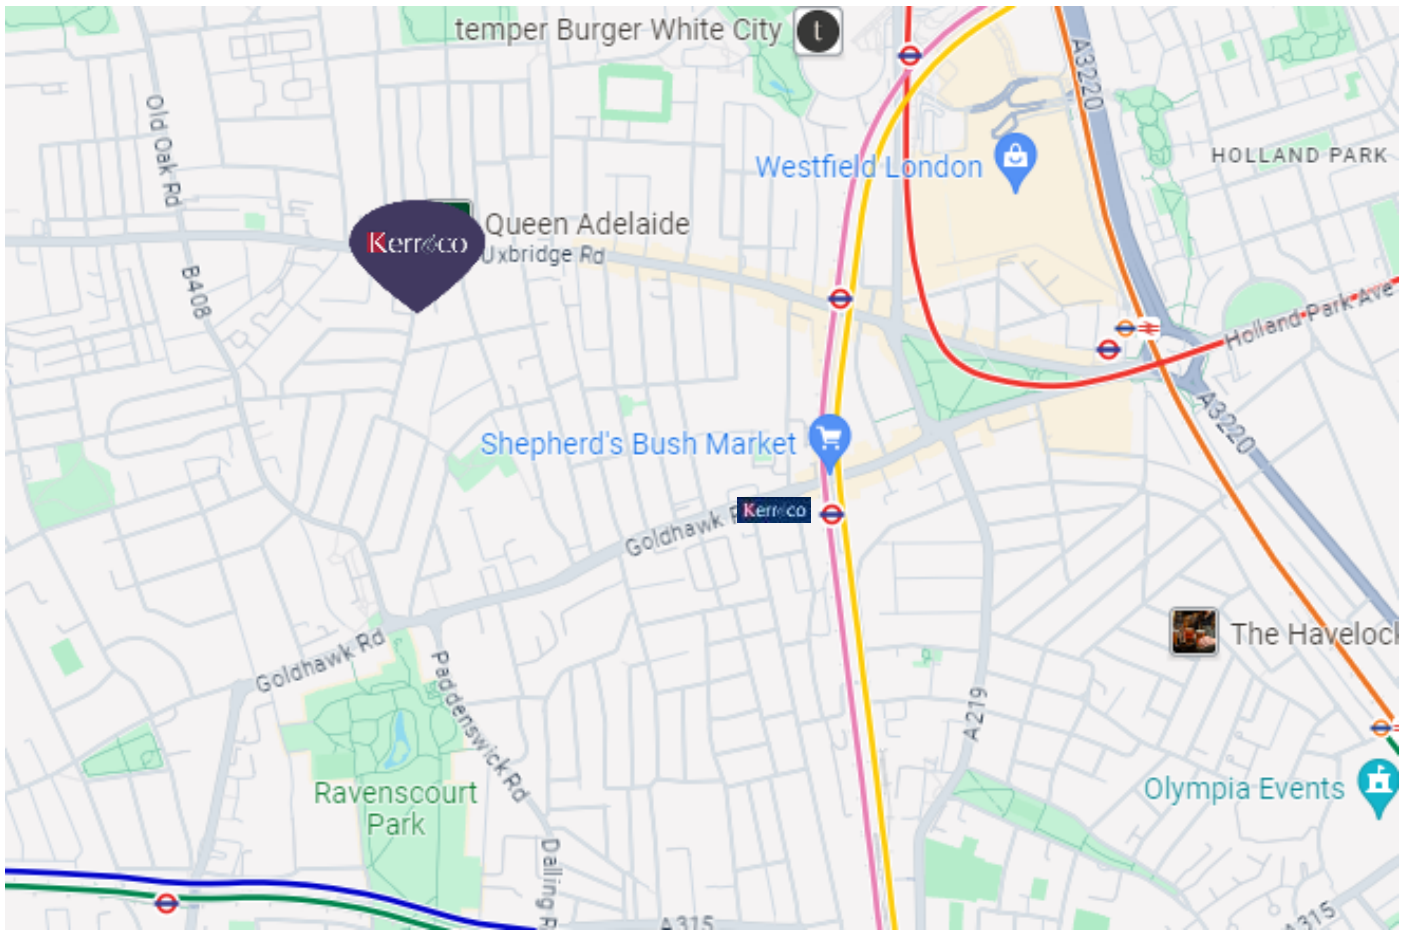 temper Burger White City
t
A3220
Old Oak Rd
HOLLAND PARK
Westfield London
Queen Adelaide
Kerr&co
Uxbridge Rd
B408
Holland Park Ave
A3220
Shepherd's Bush Market
Kerr&co
Goldhawk
Goldhawk Rd
The Havelock
Paddenswick Rd
A219
Olympia Events
Ravenscourt
Park
Dalling R
A315
A315